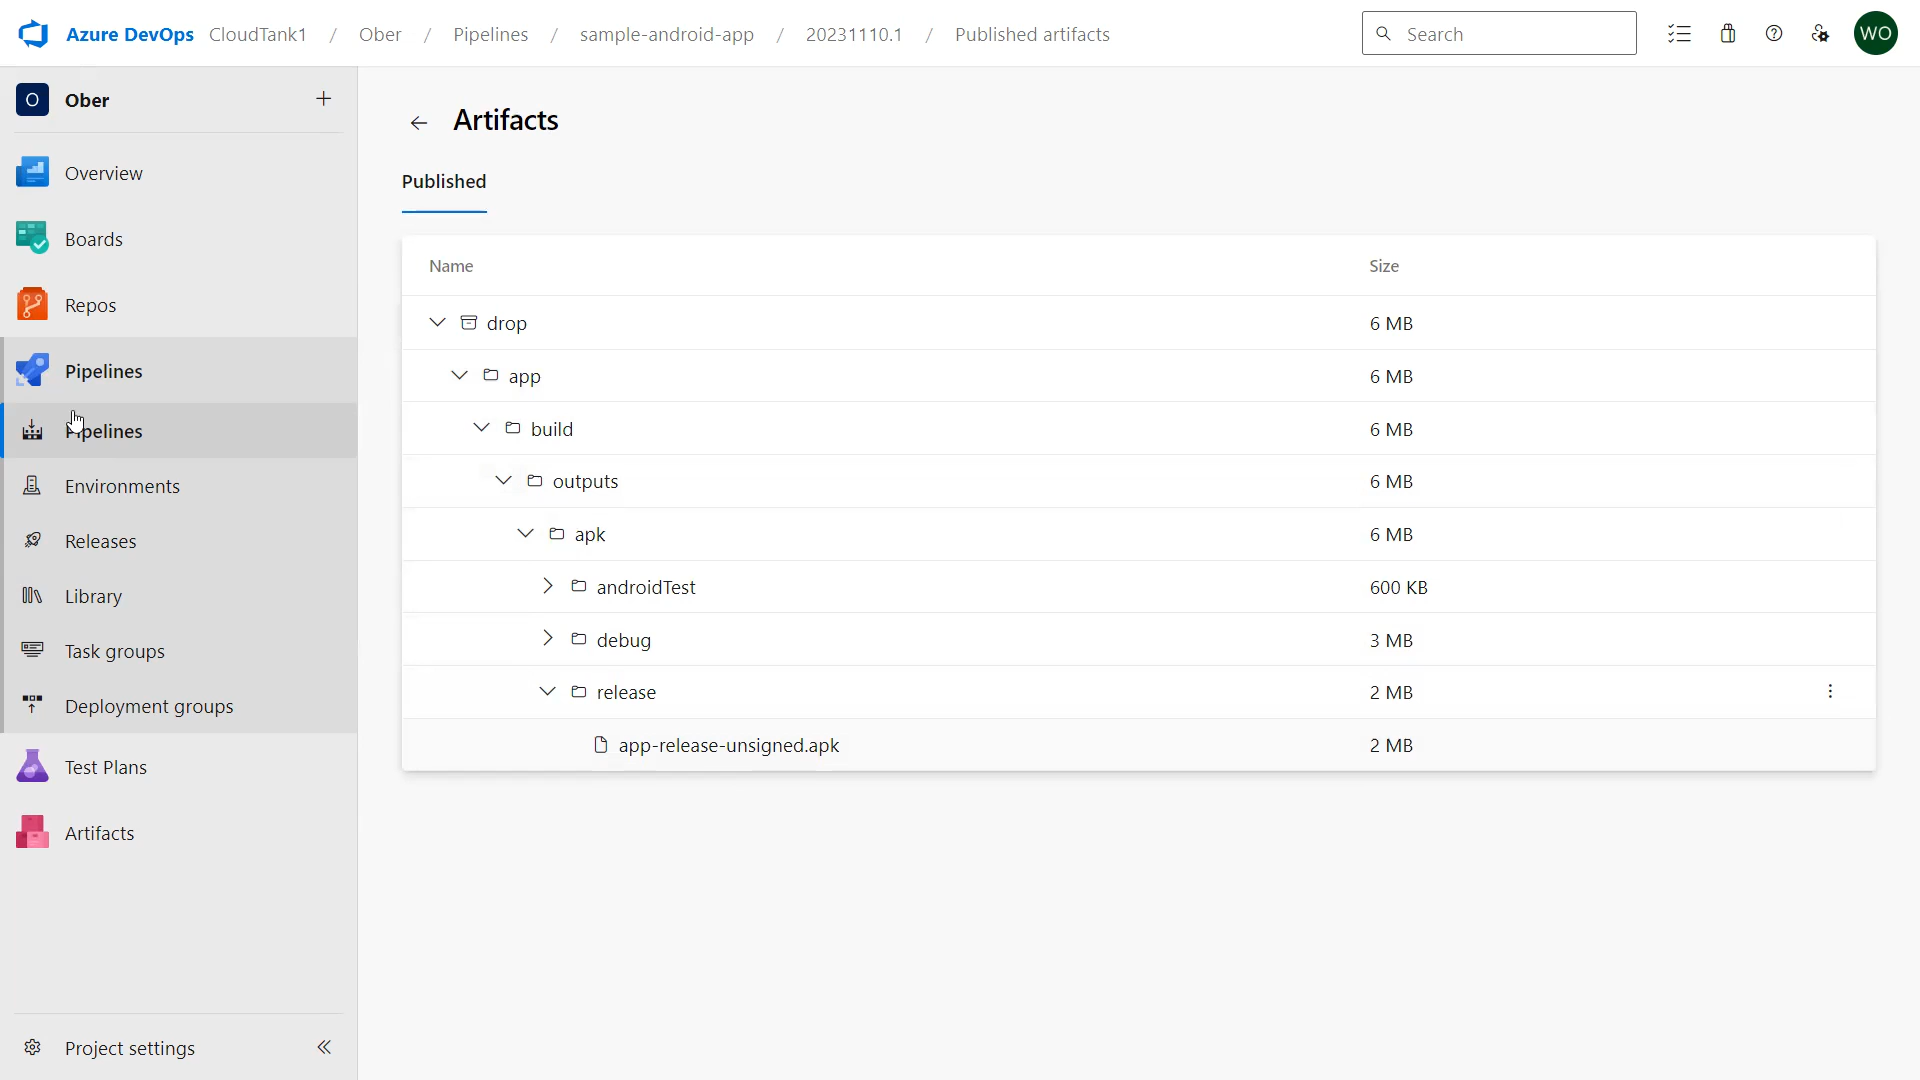 Azure DevOps CloudTank1 / Ober / Pipelines / sample-android-app / 20231110.1 / Published artifacts
Search
WO
O Ober
Overview
Boards
Repos
Pipelines
Pipelines
Environments
Releases
Library
Task groups
Deployment groups
Test Plans
Artifacts
Project settings
Artifacts
Published
Name Size
drop 6 MB
app 6 MB
build 6 MB
outputs 6 MB
apk 6 MB
androidTest 600 KB
debug 3 MB
release 2 MB
app-release-unsigned.apk 2 MB